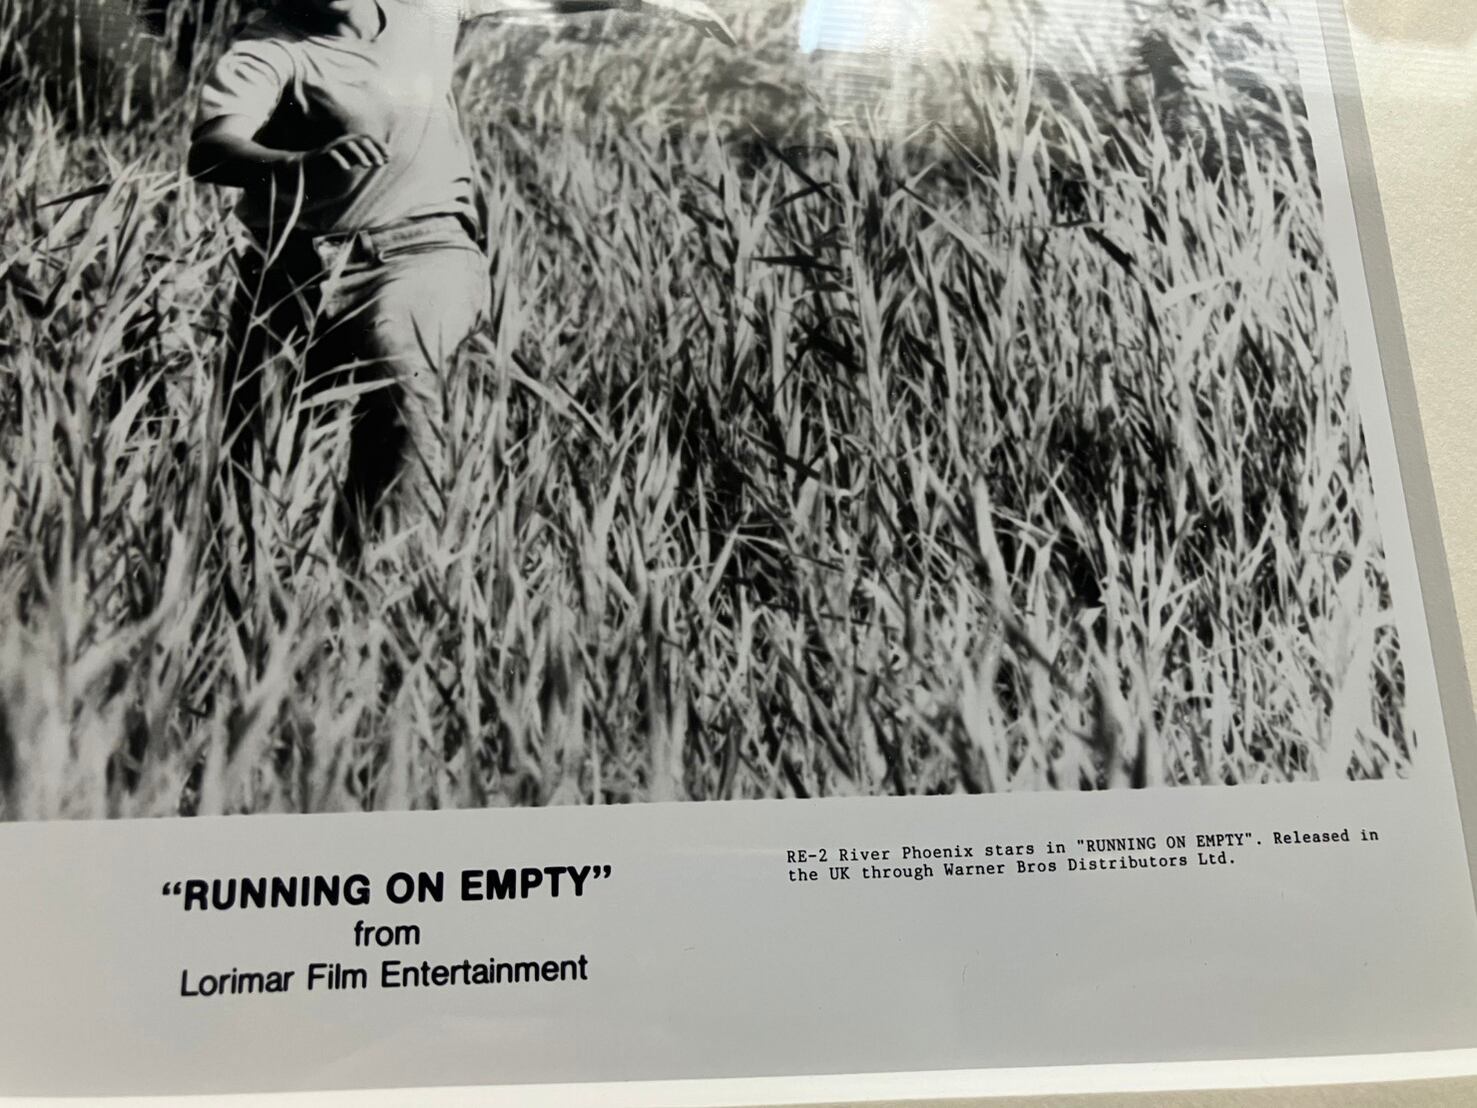 "RUNNING ON EMPTY"
from
Lorimar Film Entertainment
RE-2 River Phoenix stars in "RUNNING ON EMPTY". Released in
the UK through Warner Bros Distributors Ltd.